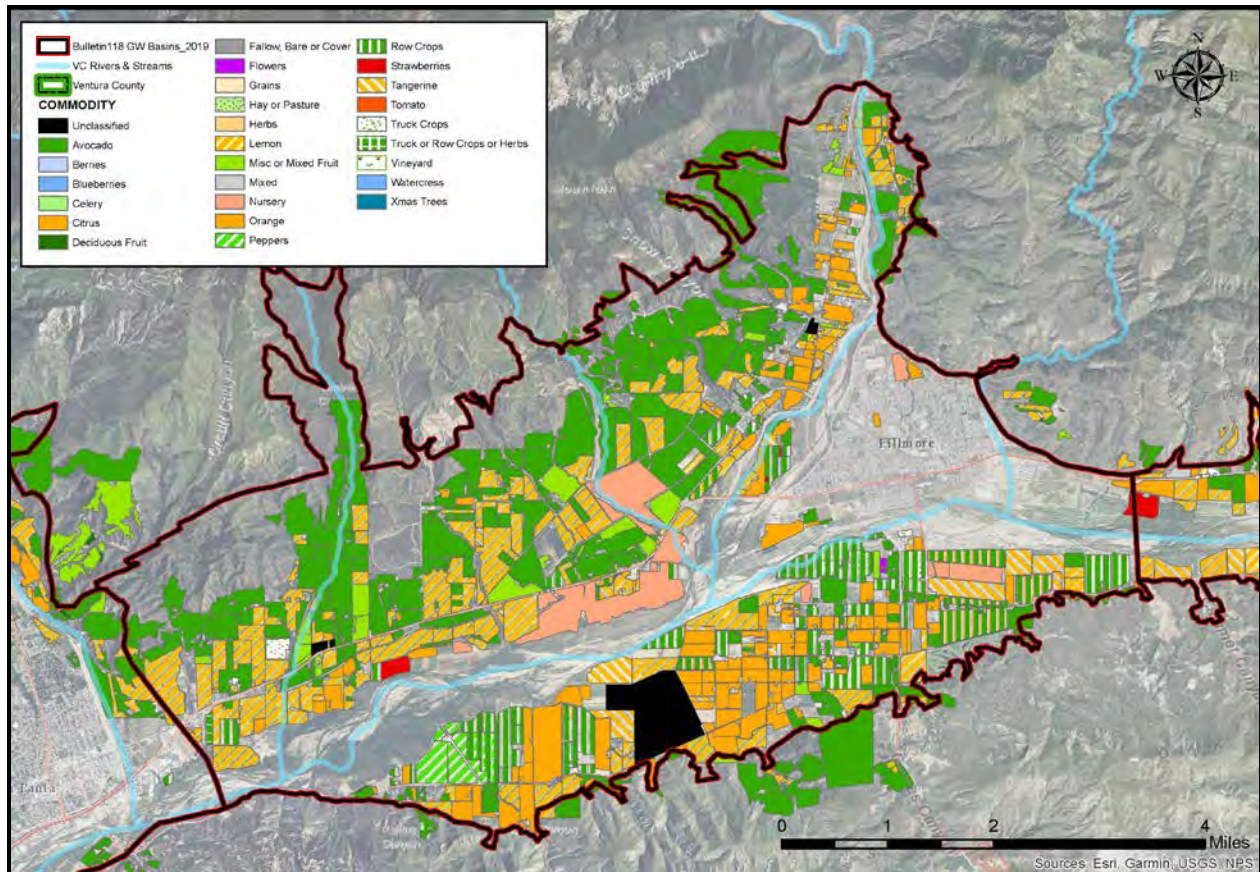 Bulletin118 GW Basins_2019
VC Rivers & Streams
Ventura County
COMMODITY
Unclassified
Avocado
Berries
Blueberries
Celery
Citrus
Deciduous Fruit
Fallow, Bare or Cover
Flowers
Grains
Hay or Pasture
Herbs
Lemon
Misc or Mixed Fruit
Mixed
Nursery
Orange
Peppers
Row Crops
Strawberries
Tangerine
Tomato
Truck Crops
Truck or Row Crops or Herbs
Vineyard
Watercress
Xmas Trees
N
W E
S
Fillmore
Paula
0 1 2 4
Miles
Sources: Esri, Garmin, USGS, NPS